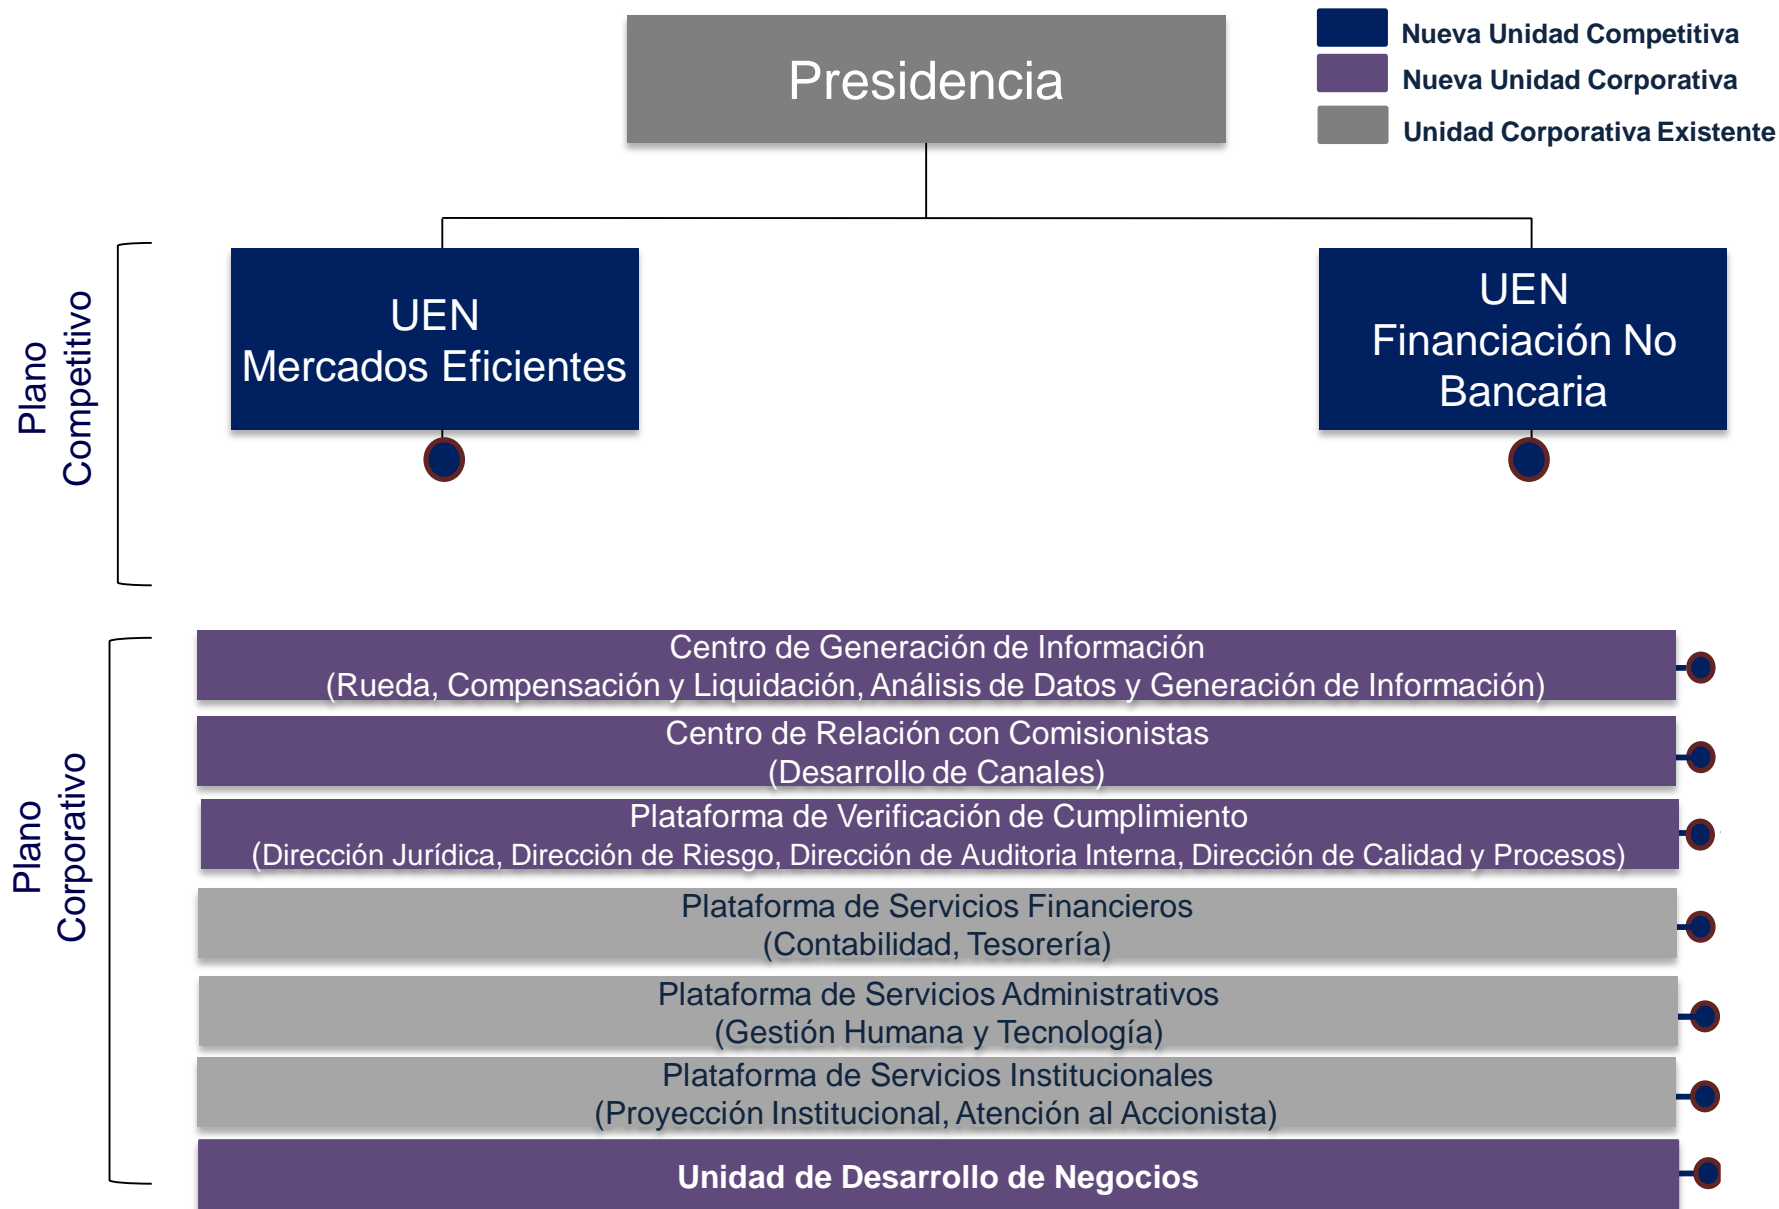 Presidencia
Nueva Unidad Competitiva
Nueva Unidad Corporativa
Unidad Corporativa Existente
Plano
Competitivo
UEN
Mercados Eficientes
UEN
Financiación No
Bancaria
Plano
Corporativo
Centro de Generación de Información
(Rueda, Compensación y Liquidación, Análisis de Datos y Generación de Información)
Centro de Relación con Comisionistas
(Desarrollo de Canales)
Plataforma de Verificación de Cumplimiento
(Dirección Jurídica, Dirección de Riesgo, Dirección de Auditoria Interna, Dirección de Calidad y Procesos)
Plataforma de Servicios Financieros
(Contabilidad, Tesorería)
Plataforma de Servicios Administrativos
(Gestión Humana y Tecnología)
Plataforma de Servicios Institucionales
(Proyección Institucional, Atención al Accionista)
Unidad de Desarrollo de Negocios